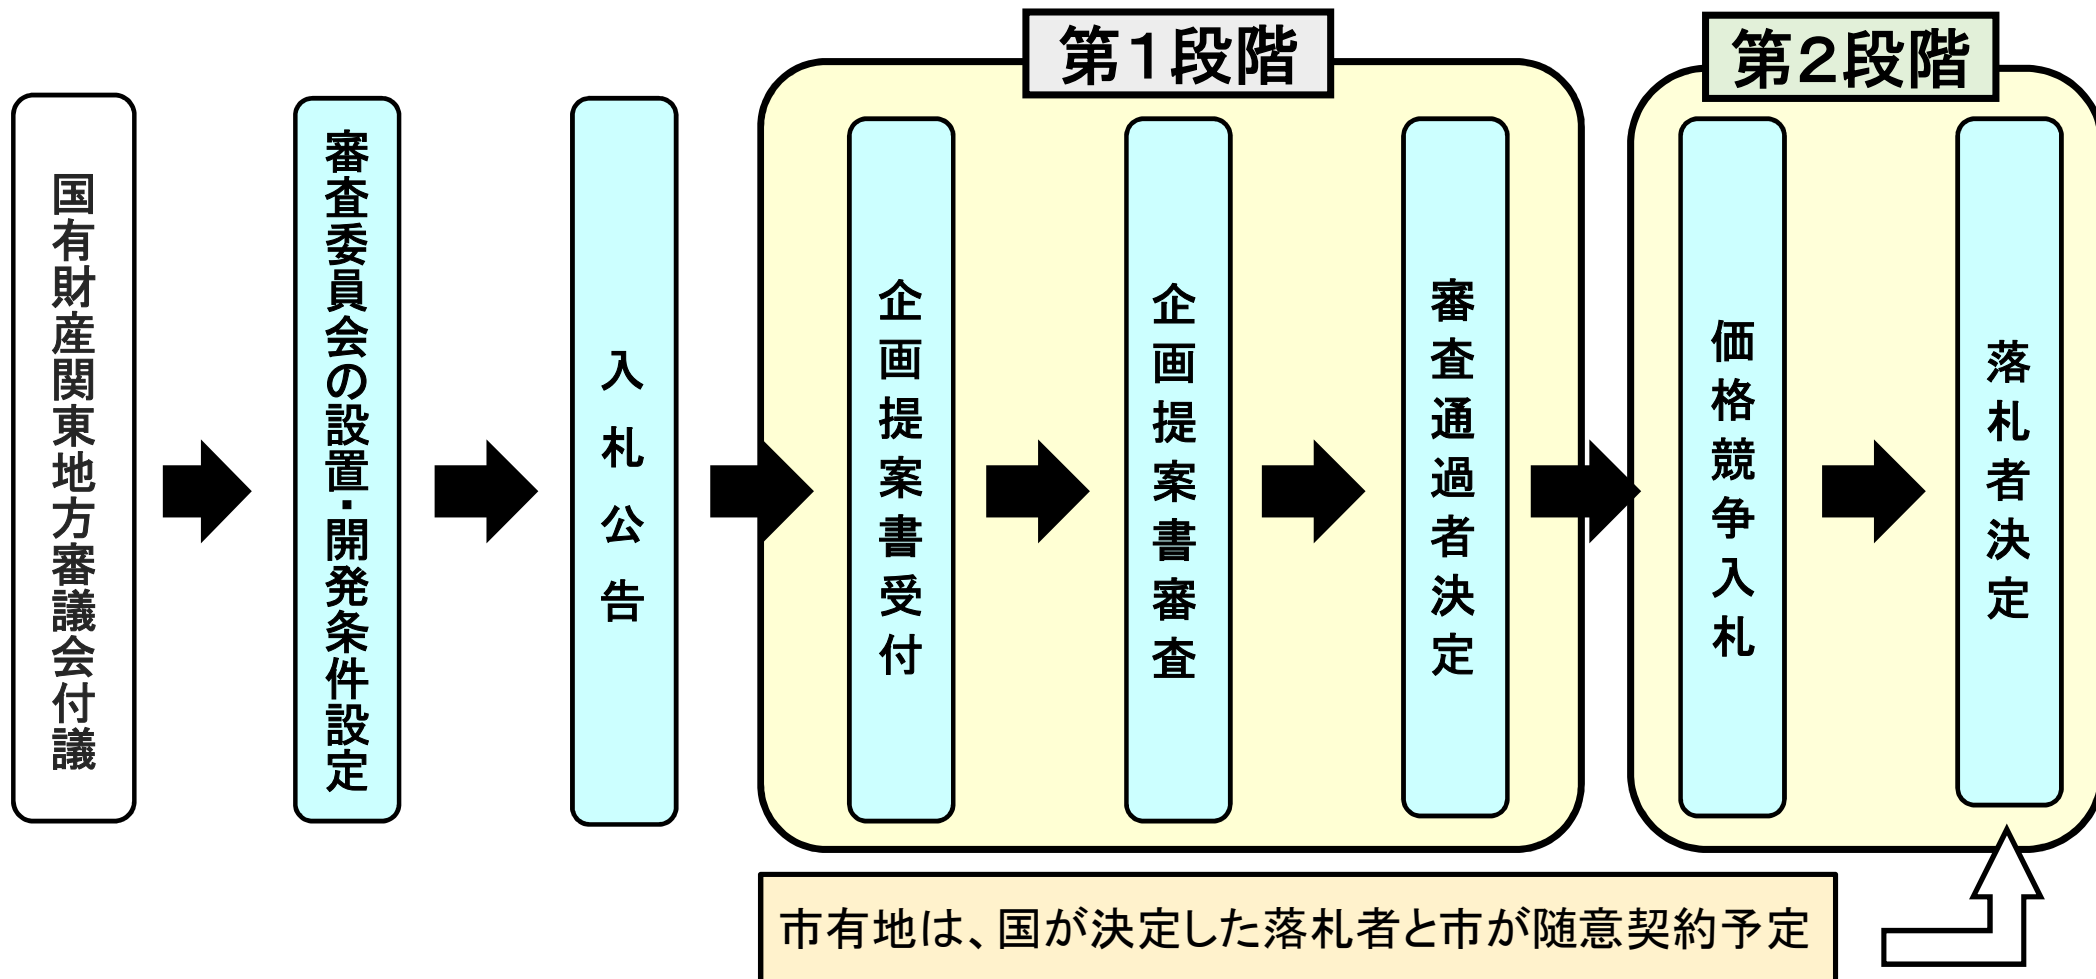 国有財産関東地方審議会付議
審査委員会の設置・開発条件設定
入札公告
第１段階
企画提案書受付
企画提案書審査
審査通過者決定
第２段階
価格競争入札
落札者決定
市有地は、国が決定した落札者と市が随意契約予定